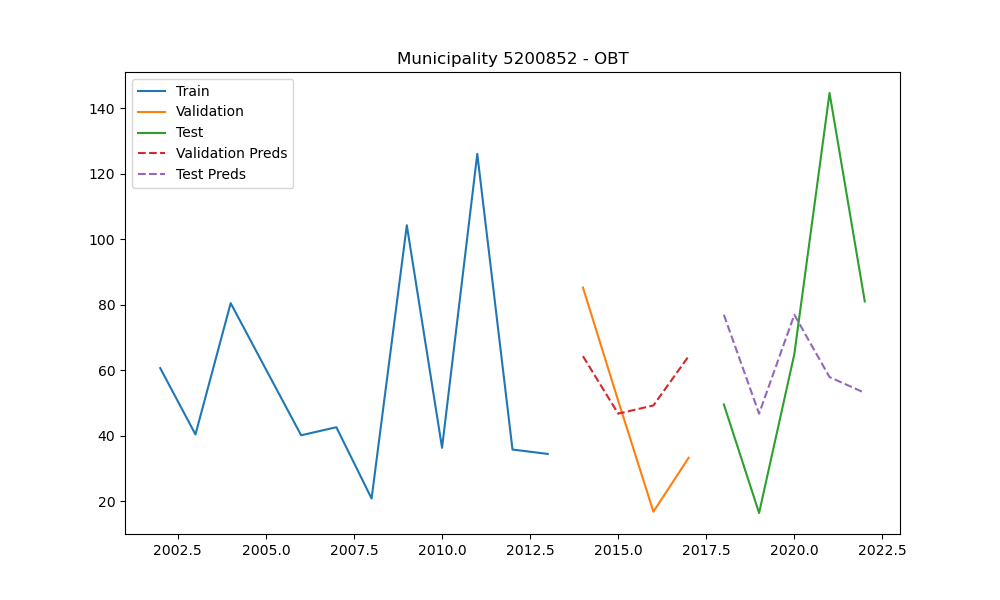 Municipality 5200852 - OBT
Train
Validation
Test
Validation Preds
Test Preds
140
120
100
80
60
40
20
2002.5 2005.0 2007.5 2010.0 2012.5 2015.0 2017.5 2020.0 2022.5